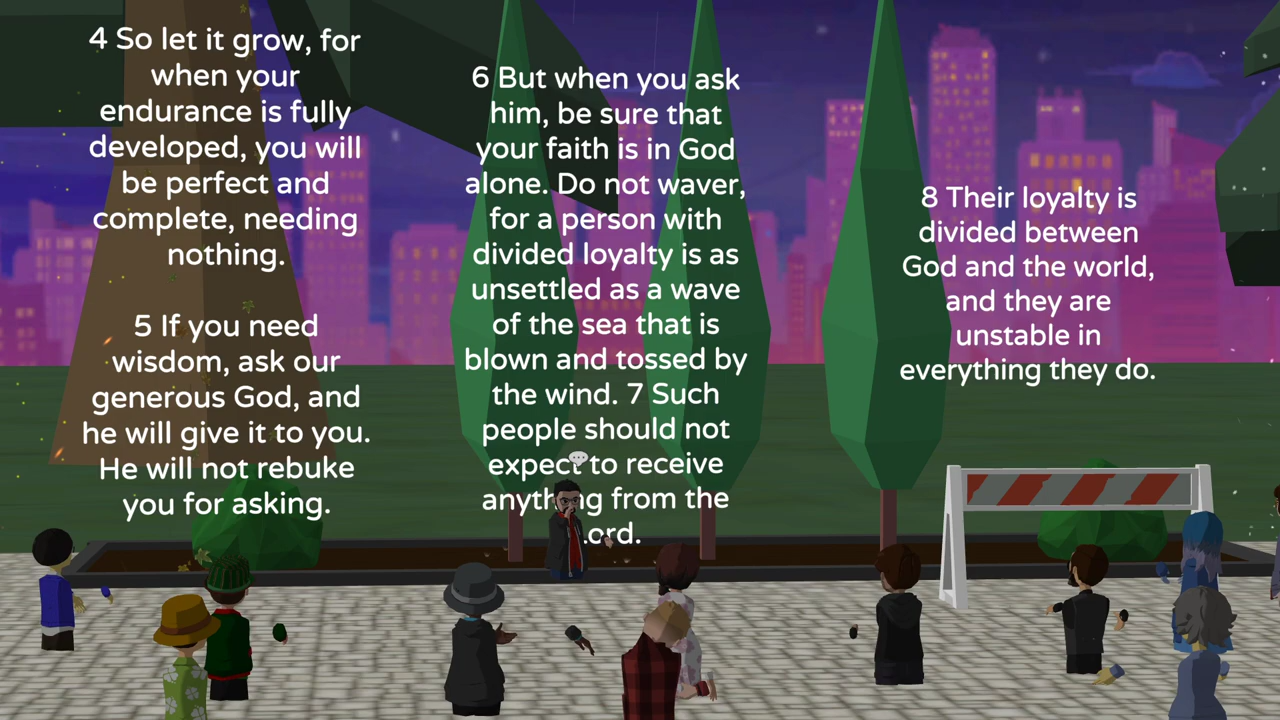 4 So let it grow, for
when your
endurance is fully
developed, you will
be perfect and
complete, needing
nothing.
5 If you need
wisdom, ask our
generous God, and
he will give it to you.
He will not rebuke
you for asking.
6 But when you ask
him, be sure that
your faith is in God
alone. Do not waver,
for a person with
divided loyalty is as
unsettled as a wave
of the sea that is
blown and tossed by
the wind. 7 Such
people should not
expect to receive
anything from the
.ord.
8 Their loyalty is
divided between
God and the world,
and they are
unstable in
everything they do.